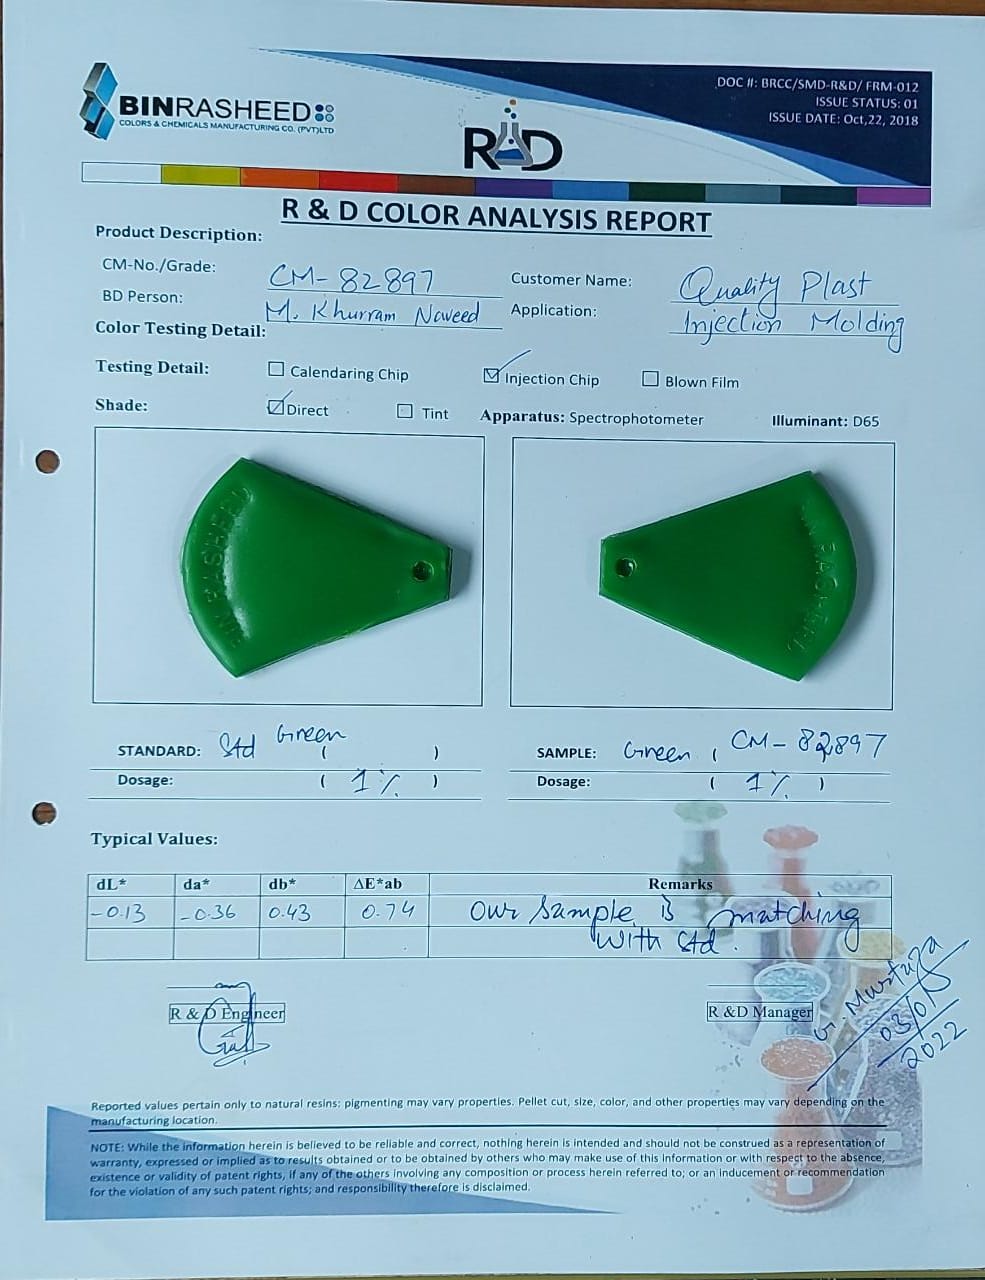 BINRASHEED
COLORS & CHEMICALS MANUFACTURING CO. (PVT)LTD
R&D
DOC #: BRCC/SMD-R&D/ FRM-012
ISSUE STATUS: 01
ISSUE DATE: Oct,22, 2018
R & D COLOR ANALYSIS REPORT
Product Description:
CM-No./Grade: CM-82897 Customer Name: Quality Plast
BD Person: M. Khurram Naveed Application: Injection Molding
Color Testing Detail:
Testing Detail: Calendaring Chip Injection Chip Blown Film
Shade: Direct Tint Apparatus: Spectrophotometer Illuminant: D65
BIN RASHEED
STANDARD: Std Green ( ) SAMPLE: Green ( CM-82897
Dosage: ( 1% ) Dosage: ( 1% )
Typical Values:
dL* da* db* ΔE*ab Remarks
-0.13 -0.36 0.43 0.74 Our sample is matching
with std.
R & D Engineer R &D Manager
2022
Reported values pertain only to natural resins: pigmenting may vary properties. Pellet cut, size, color, and other properties may vary depending on the
manufacturing location.
NOTE: While the information herein is believed to be reliable and correct, nothing herein is intended and should not be construed as a representation of
warranty, expressed or implied as to results obtained or to be obtained by others who may make use of this Information or with respect to the absence,
existence or validity of patent rights, if any of the others involving any composition or process herein referred to; or an inducement or recommendation
for the violation of any such patent rights; and responsibility therefore is disclaimed.